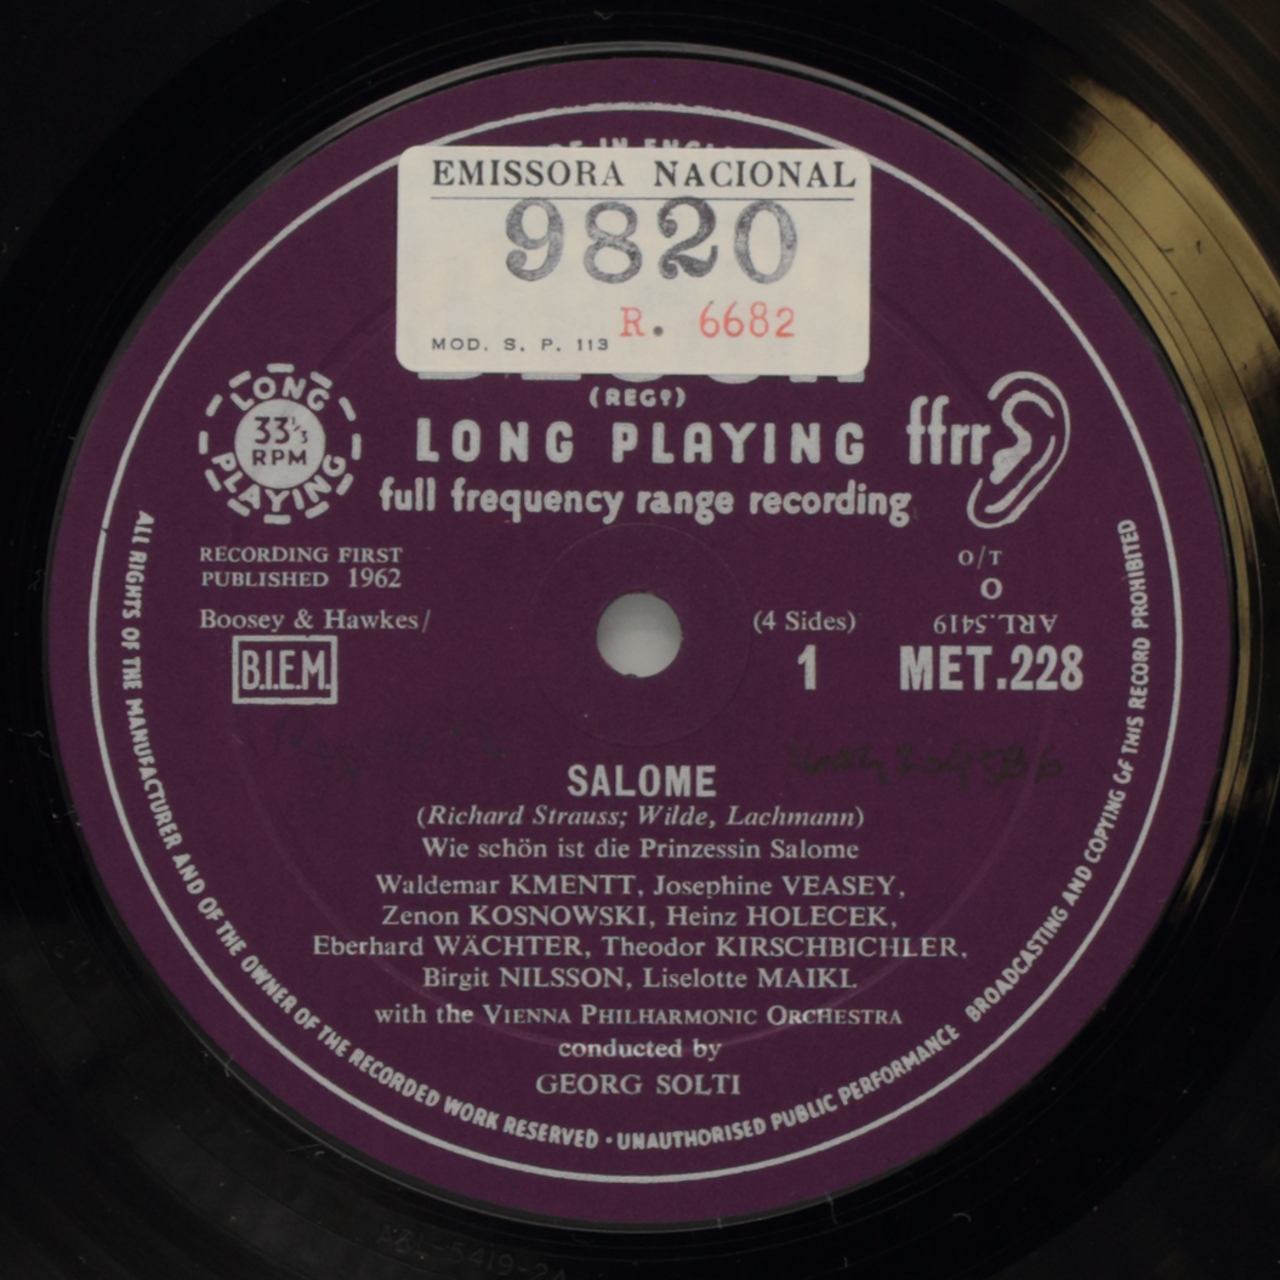 EMISSORA NACIONAL
9820
R. 6682
MOD. S. P. 113
(REGD)
LONG PLAYING
33 1/3
RPM
LONG PLAYING
ffrr
full frequency range recording
RECORDING FIRST
PUBLISHED 1962
O/T
O
Boosey & Hawkes/
(4 Sides)
ARL.5419
B.I.E.M.
1
MET.228
SALOME
(Richard Strauss; Wilde, Lachmann)
Wie schön ist die Prinzessin Salome
Waldemar KMENTT, Josephine VEASEY,
Zenon KOSNOWSKI, Heinz HOLECEK,
Eberhard WÄCHTER, Theodor KIRSCHBICHLER,
Birgit NILSSON, Liselotte MAIKL
with the VIENNA PHILHARMONIC ORCHESTRA
conducted by
GEORG SOLTI
ALL RIGHTS OF THE MANUFACTURER AND OF THE OWNER OF THE RECORDED WORK RESERVED · UNAUTHORISED PUBLIC PERFORMANCE BROADCASTING AND COPYING OF THIS RECORD PROHIBITED